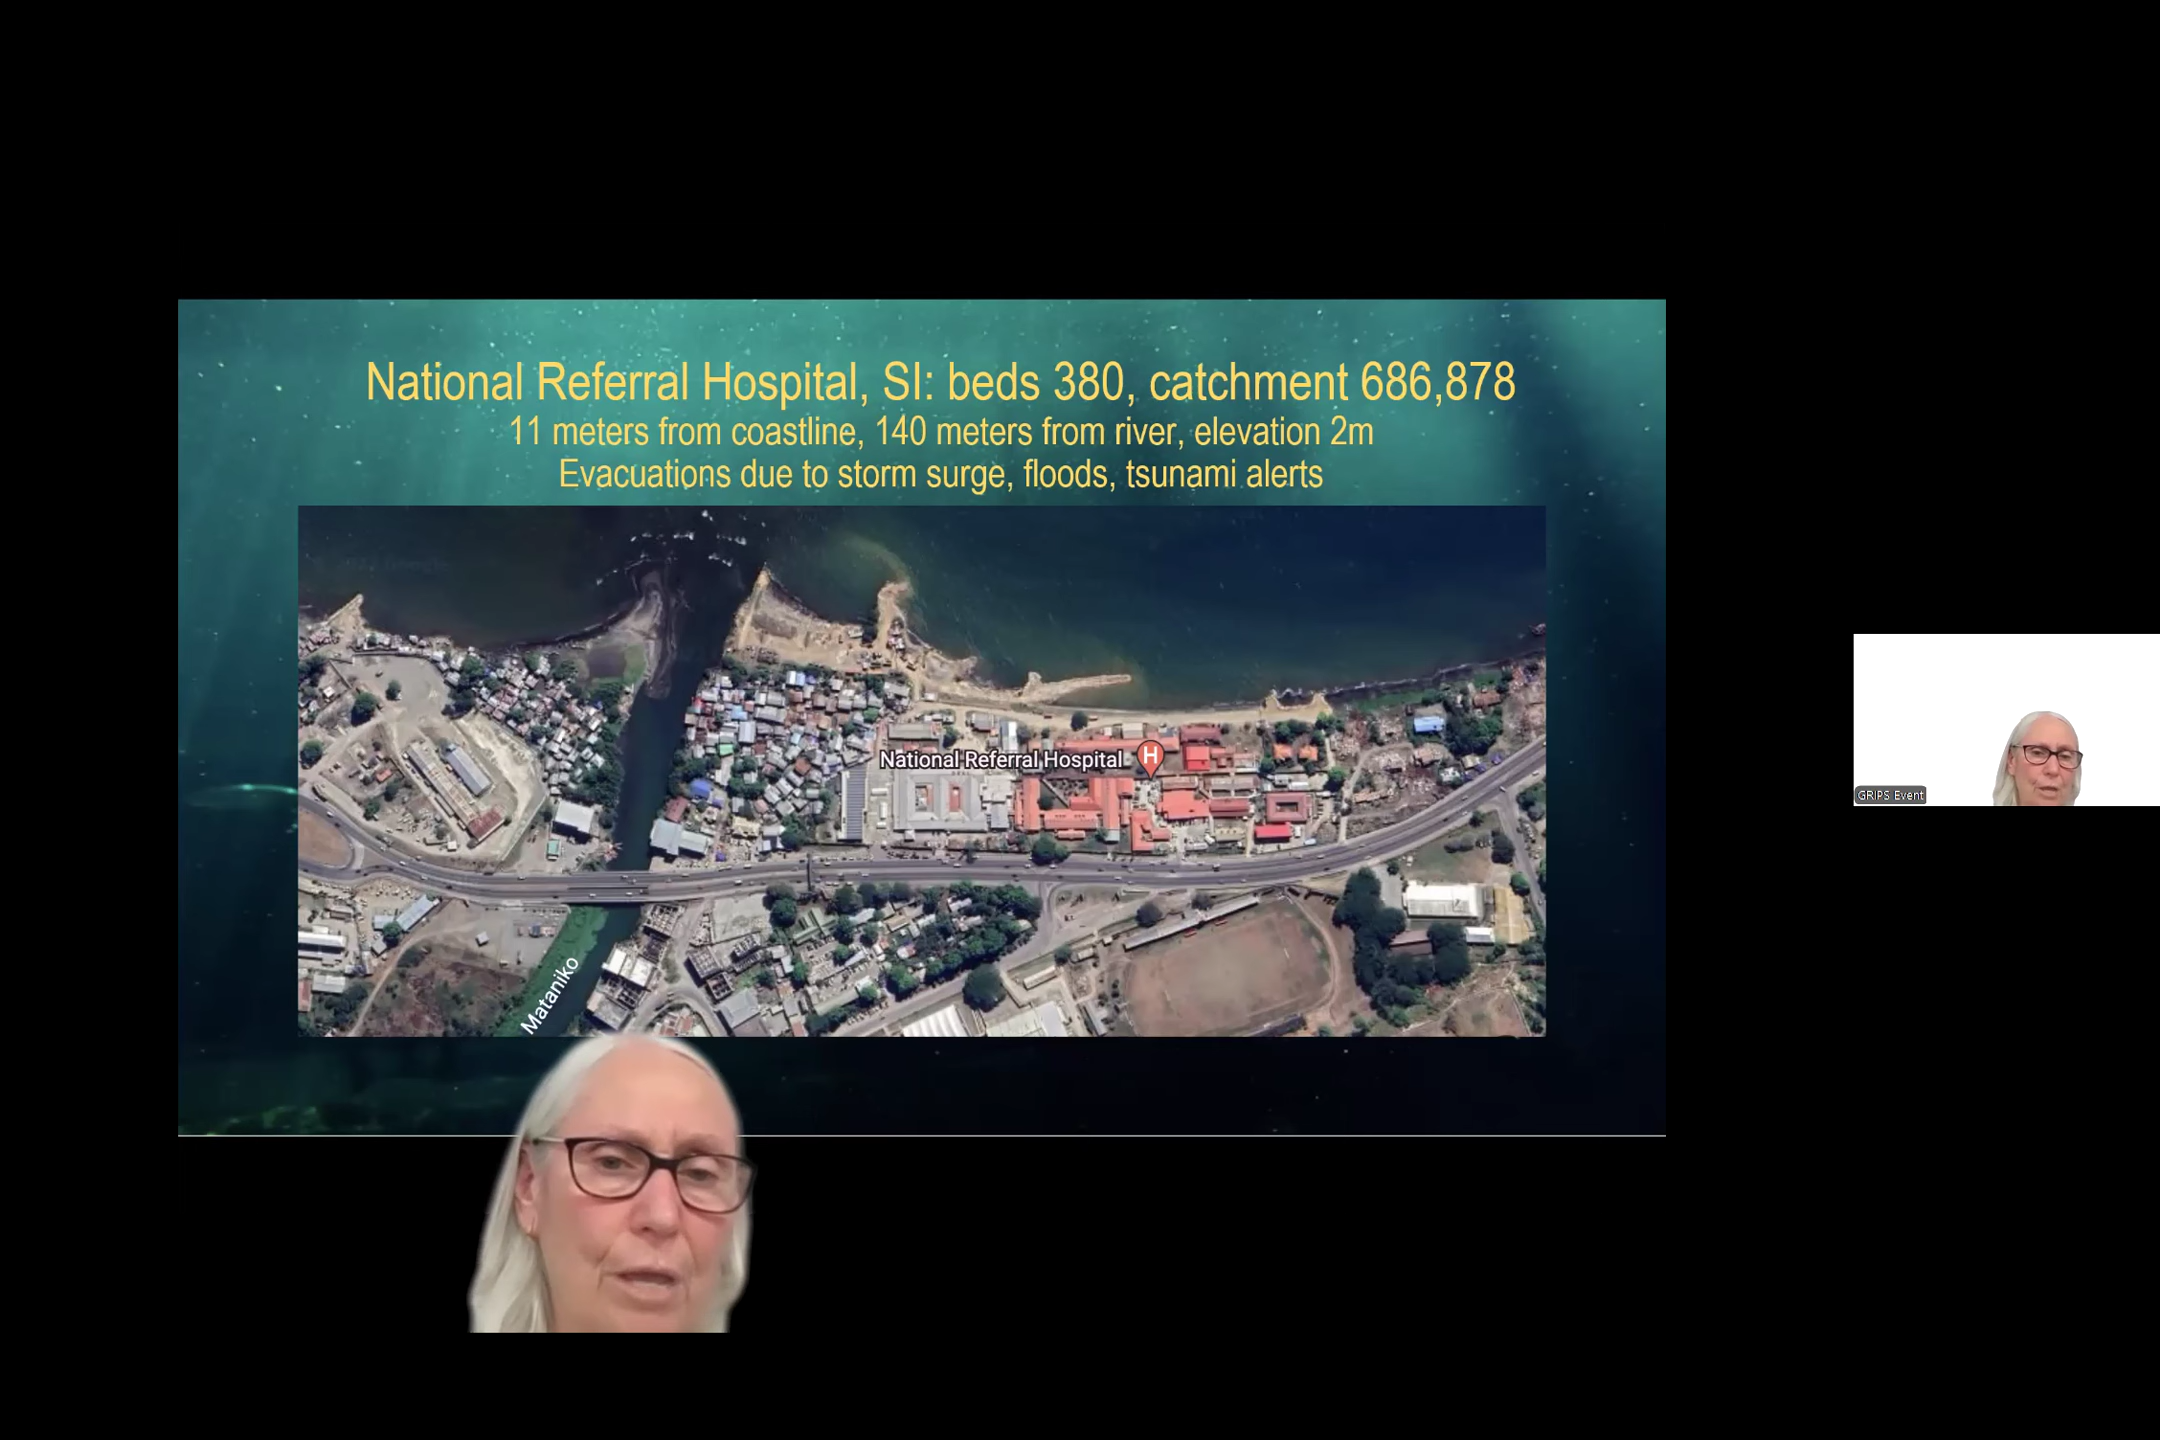 National Referral Hospital, SI: beds 380, catchment 686,878
11 meters from coastline, 140 meters from river, elevation 2m
Evacuations due to storm surge, floods, tsunami alerts
National Referral Hospital H
GRIPS Event
Mataniko